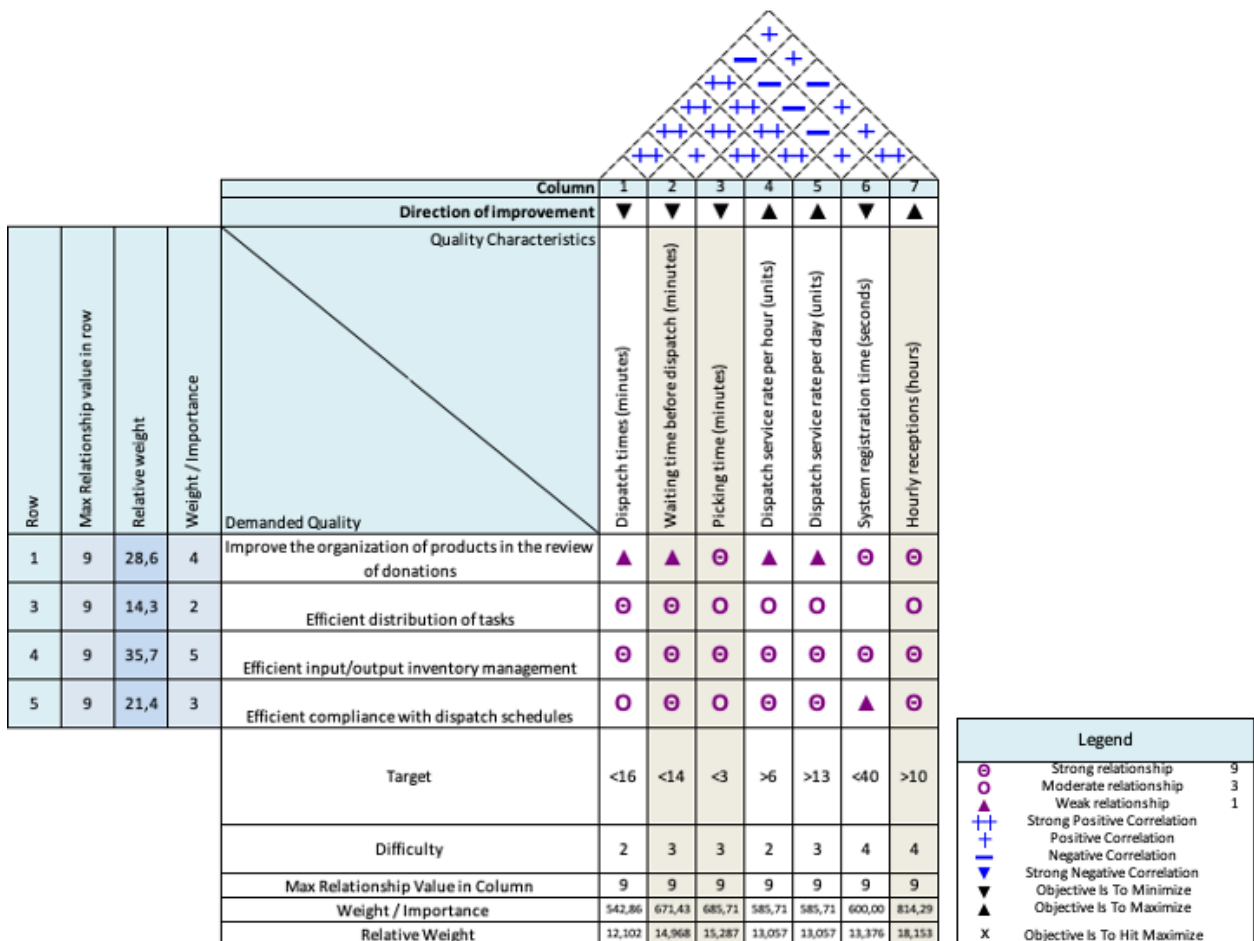 Column 1 2 3 4 5 6 7
Direction of improvement ▼ ▼ ▼ ▲ ▲ ▼ ▲
Row
Max Relationship value in row
Relative weight
Weight / Importance
Quality Characteristics
Demanded Quality
Dispatch times (minutes)
Waiting time before dispatch (minutes)
Picking time (minutes)
Dispatch service rate per hour (units)
Dispatch service rate per day (units)
System registration time (seconds)
Hourly receptions (hours)
1 9 28,6 4 Improve the organization of products in the review
of donations ▲ ▲ Θ ▲ ▲ Θ Θ
3 9 14,3 2 Efficient distribution of tasks Θ Θ O O O O
4 9 35,7 5 Efficient input/output inventory management Θ Θ Θ Θ Θ Θ Θ
5 9 21,4 3 Efficient compliance with dispatch schedules O Θ O Θ Θ ▲ Θ
Target <16 <14 <3 >6 >13 <40 >10
Difficulty 2 3 3 2 3 4 4
Max Relationship Value in Column 9 9 9 9 9 9 9
Weight / Importance 542,86 671,43 685,71 585,71 585,71 600,00 814,29
Relative Weight 12,102 14,968 15,287 13,057 13,057 13,376 18,153
Legend
Θ Strong relationship 9
O Moderate relationship 3
▲ Weak relationship 1
++ Strong Positive Correlation
+ Positive Correlation
− Negative Correlation
▼ Strong Negative Correlation
▼ Objective Is To Minimize
▲ Objective Is To Maximize
x Objective Is To Hit Maximize